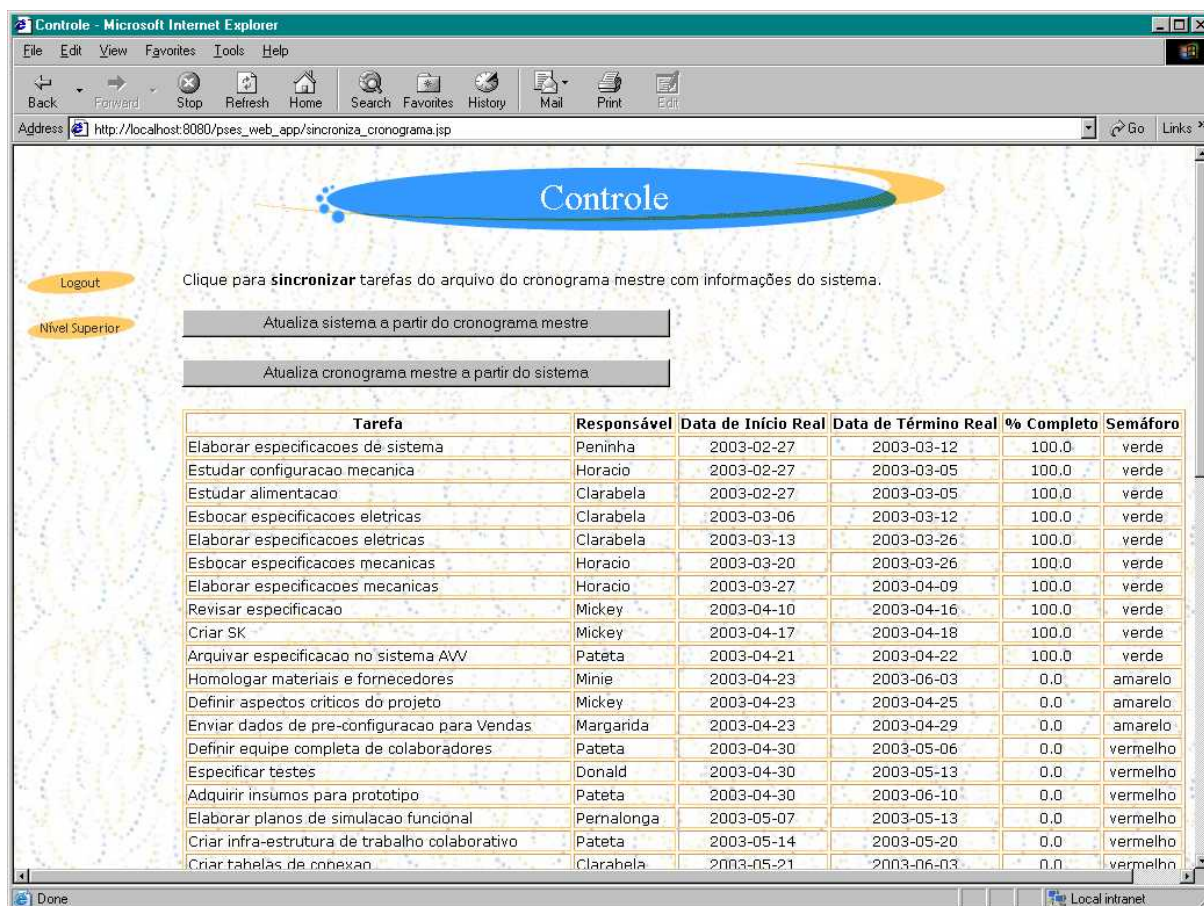 Controle - Microsoft Internet Explorer
File Edit View Favorites Tools Help
Back Forward Stop Refresh Home Search Favorites History Mail Print Edit
Address http://localhost:8080/pses_web_app/sincroniza_cronograma.jsp Go Links »
Controle
Logout
Nível Superior
Clique para sincronizar tarefas do arquivo do cronograma mestre com informações do sistema.
Atualiza sistema a partir do cronograma mestre
Atualiza cronograma mestre a partir do sistema
Tarefa Responsável Data de Início Real Data de Término Real % Completo Semáforo
Elaborar especificacoes de sistema Peninha 2003-02-27 2003-03-12 100.0 verde
Estudar configuracao mecanica Horacio 2003-02-27 2003-03-05 100.0 verde
Estudar alimentacao Clarabela 2003-02-27 2003-03-05 100.0 verde
Esbocar especificacoes eletricas Clarabela 2003-03-06 2003-03-12 100.0 verde
Elaborar especificacoes eletricas Clarabela 2003-03-13 2003-03-26 100.0 verde
Esbocar especificacoes mecanicas Horacio 2003-03-20 2003-03-26 100.0 verde
Elaborar especificacoes mecanicas Horacio 2003-03-27 2003-04-09 100.0 verde
Revisar especificacao Mickey 2003-04-10 2003-04-16 100.0 verde
Criar SK Mickey 2003-04-17 2003-04-18 100.0 verde
Arquivar especificacao no sistema AVV Pateta 2003-04-21 2003-04-22 100.0 verde
Homologar materiais e fornecedores Minie 2003-04-23 2003-06-03 0.0 amarelo
Definir aspectos criticos do projeto Mickey 2003-04-23 2003-04-25 0.0 amarelo
Enviar dados de pre-configuracao para Vendas Margarida 2003-04-23 2003-04-29 0.0 amarelo
Definir equipe completa de colaboradores Pateta 2003-04-30 2003-05-06 0.0 vermelho
Especificar testes Donald 2003-04-30 2003-05-13 0.0 vermelho
Adquirir insumos para prototipo Pateta 2003-04-30 2003-06-10 0.0 vermelho
Elaborar planos de simulacao funcional Pernalonga 2003-05-07 2003-05-13 0.0 vermelho
Criar infra-estrutura de trabalho colaborativo Pateta 2003-05-14 2003-05-20 0.0 vermelho
Criar tabelas de conexao Clarabela 2003-05-21 2003-06-03 0.0 vermelho
Done Local intranet